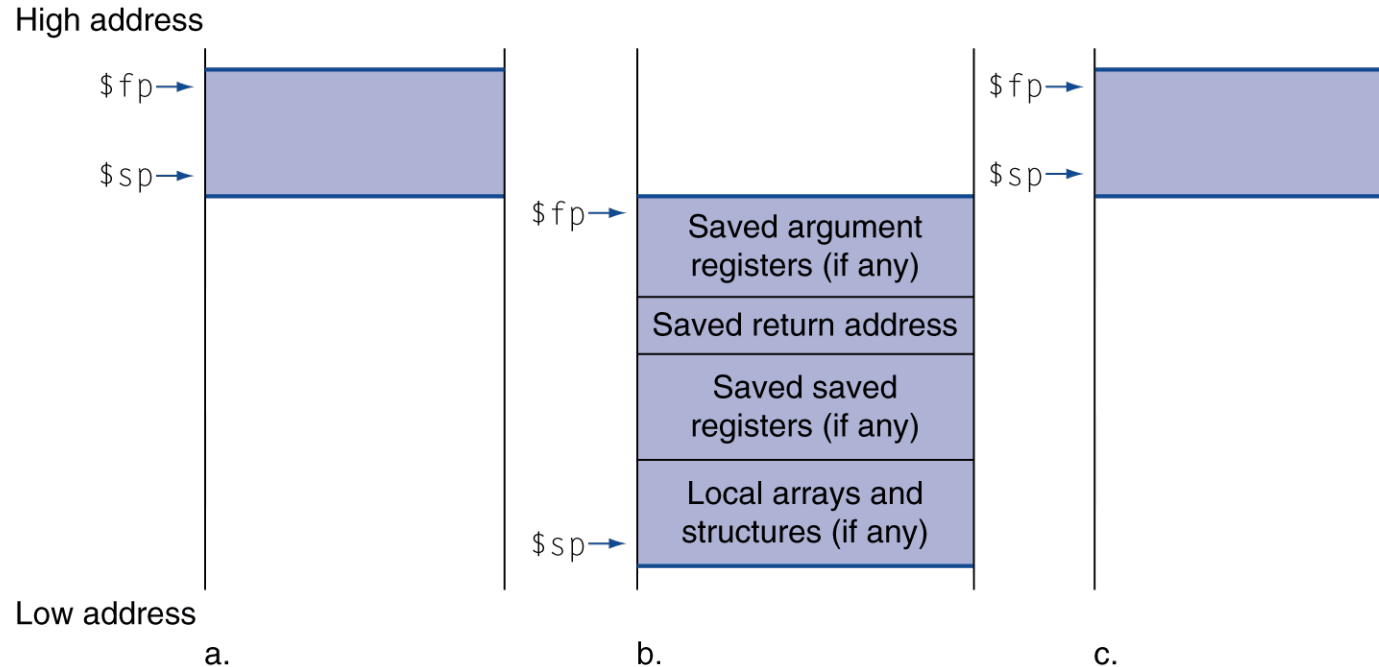 High address
$fp
$sp
$fp
Saved argument
registers (if any)
Saved return address
Saved saved
registers (if any)
Local arrays and
structures (if any)
$sp
$fp
$sp
Low address
a.
b.
c.